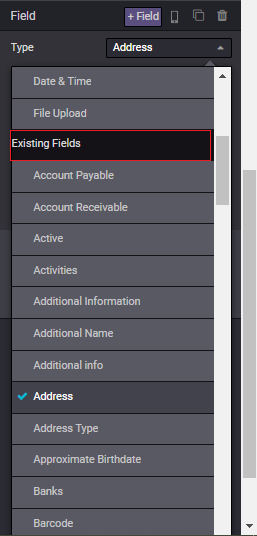 Field + Field
Type Address
Date & Time
File Upload
Existing Fields
Account Payable
Account Receivable
Active
Activities
Additional Information
Additional Name
Additional info
Address
Address Type
Approximate Birthdate
Banks
Barcode